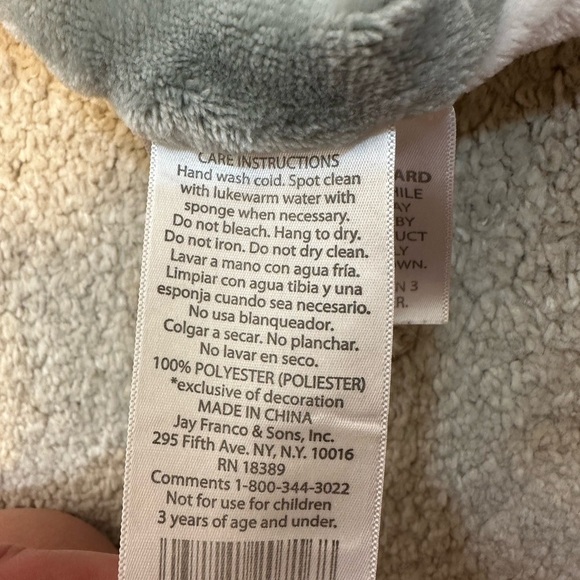 CARE INSTRUCTIONS
Hand wash cold. Spot clean
with lukewarm water with
sponge when necessary.
Do not bleach. Hang to dry.
Do not iron. Do not dry clean.
Lavar a mano con agua fría.
Limpiar con agua tibia y una
esponja cuando sea necesario.
No usa blanqueador.
Colgar a secar. No planchar.
No lavar en seco.
100% POLYESTER (POLIESTER)
*exclusive of decoration
MADE IN CHINA
Jay Franco & Sons, Inc.
295 Fifth Ave. NY, N.Y. 10016
RN 18389
Comments 1-800-344-3022
Not for use for children
3 years of age and under.
BY